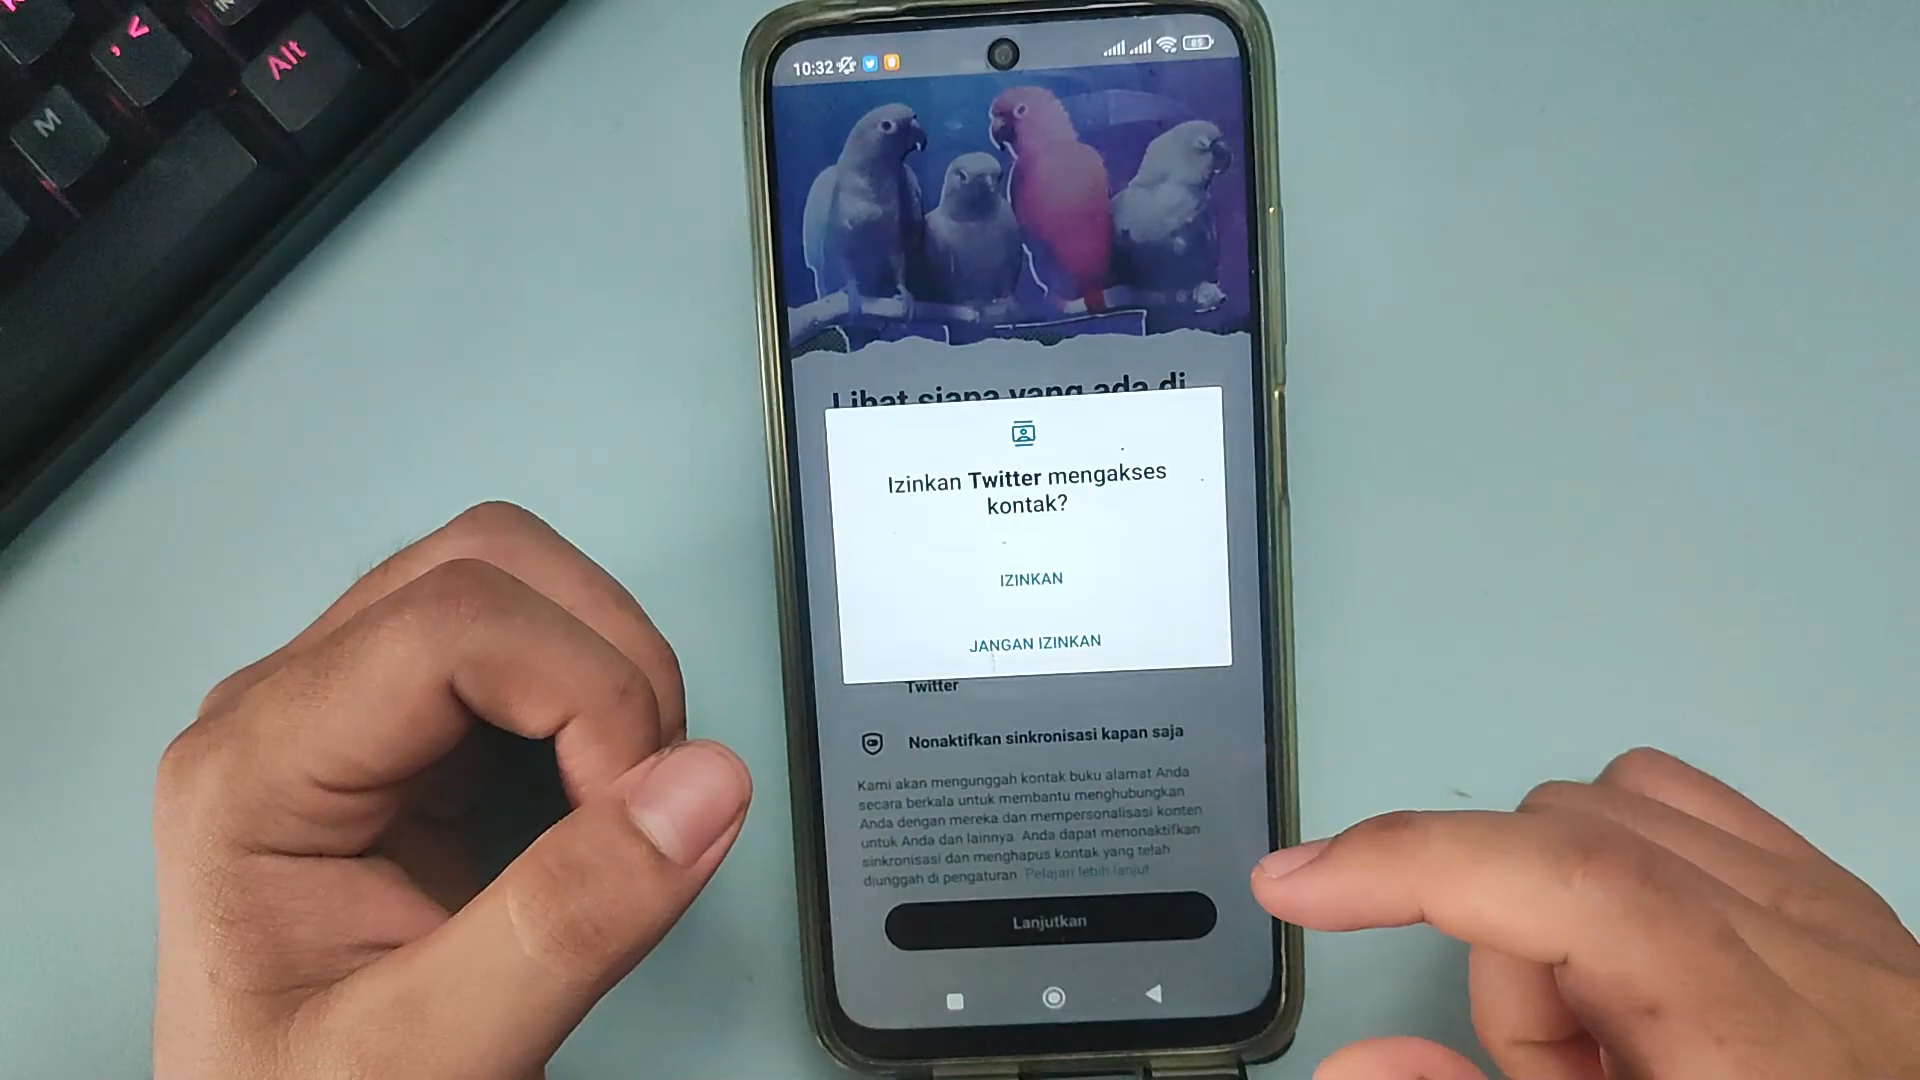 , <
Alt
M
10:32
85
Lihat siapa yang ada di
Izinkan Twitter mengakses
kontak?
IZINKAN
JANGAN IZINKAN
Twitter
Nonaktifkan sinkronisasi kapan saja
Kami akan mengunggah kontak buku alamat Anda
secara berkala untuk membantu menghubungkan
Anda dengan mereka dan mempersonalisasi konten
untuk Anda dan lainnya. Anda dapat menonaktifkan
sinkronisasi dan menghapus kontak yang telah
diunggah di pengaturan. Pelajari lebih lanjut
Lanjutkan